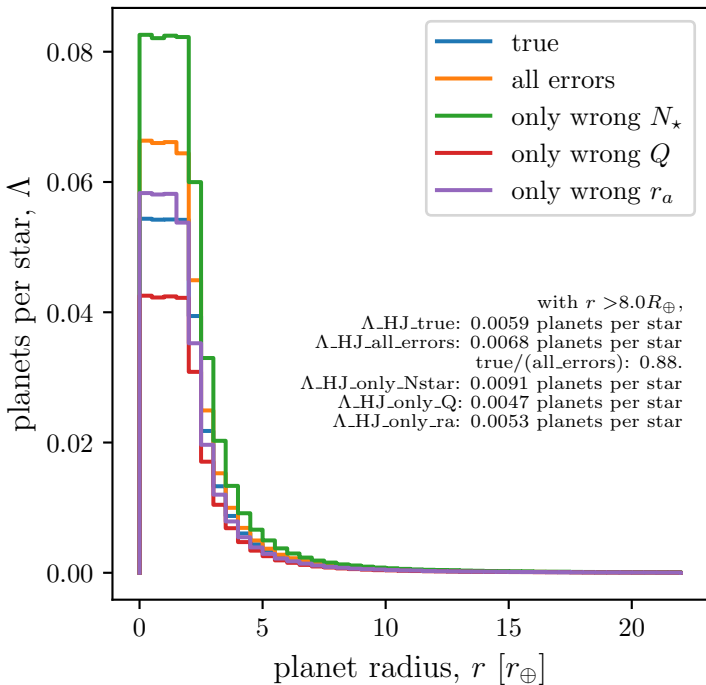 0.08
0.06
0.04
0.02
0.00
planets per star, Λ
true
all errors
only wrong N⋆
only wrong Q
only wrong rₐ
with r >8.0R⊕,
Λ_HJ_true: 0.0059 planets per star
Λ_HJ_all_errors: 0.0068 planets per star
true/(all_errors): 0.88.
Λ_HJ_only_Nstar: 0.0091 planets per star
Λ_HJ_only_Q: 0.0047 planets per star
Λ_HJ_only_ra: 0.0053 planets per star
0 5 10 15 20
planet radius, r [r⊕]